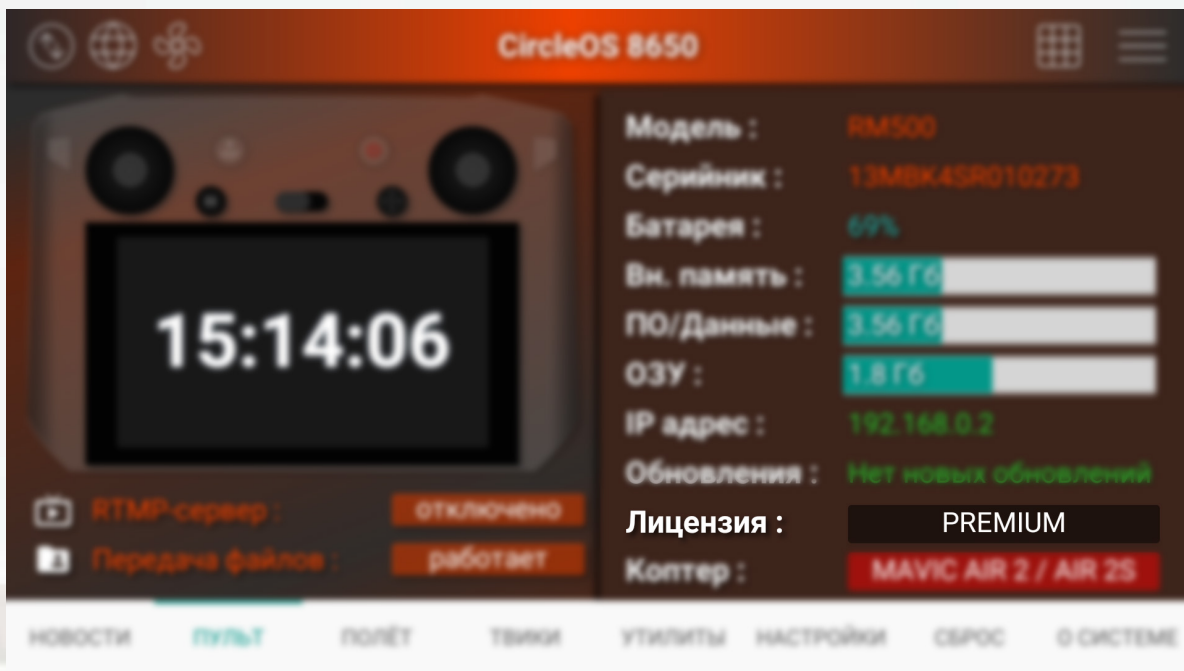 CircleOS 8650
15:14:06
RTMP-сервер : отключено
Передача файлов : работает
Модель : RM500
Серийник : 13MBK4SR010273
Батарея : 69%
Вн. память : 3.56 Гб
ПО/Данные : 3.56 Гб
ОЗУ : 1.8 Гб
IP адрес : 192.168.0.2
Обновления : Нет новых обновлений
Лицензия : PREMIUM
Коптер : MAVIC AIR 2 / AIR 2S
НОВОСТИ ПУЛЬТ ПОЛЁТ ТВИКИ УТИЛИТЫ НАСТРОЙКИ СБРОС О СИСТЕМЕ